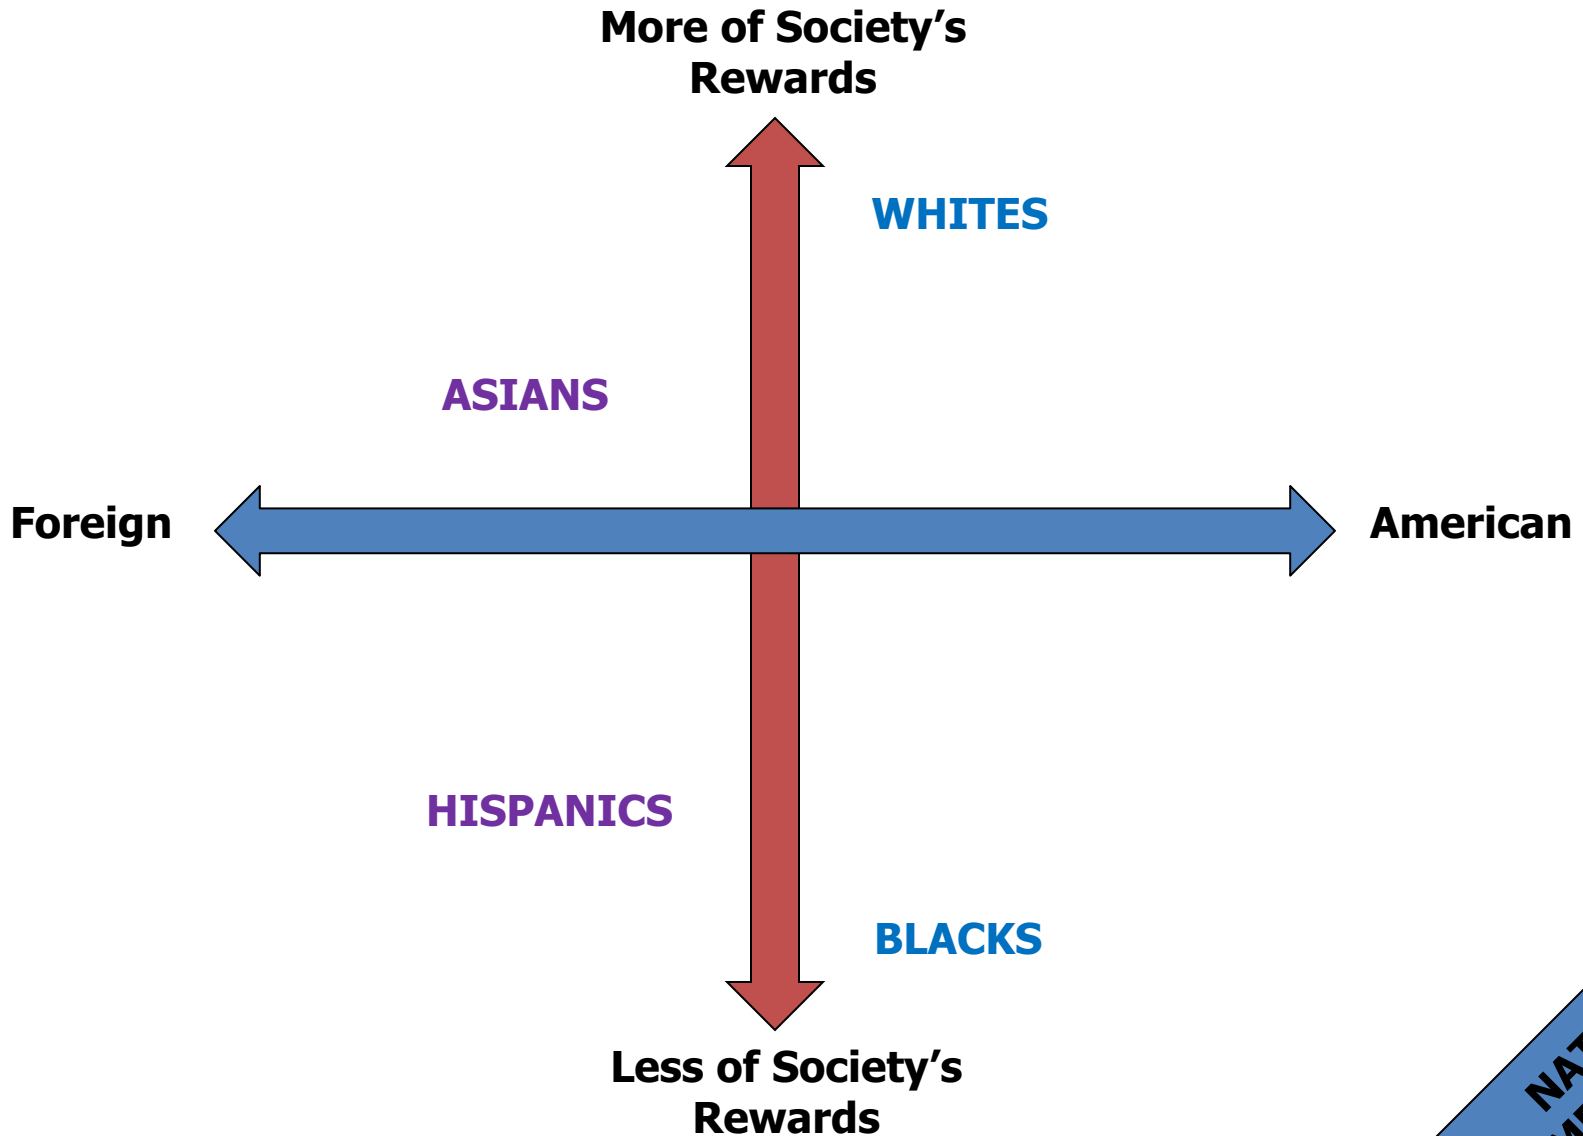 More of Society’s
Rewards
WHITES
ASIANS
Foreign
American
HISPANICS
BLACKS
Less of Society’s
Rewards